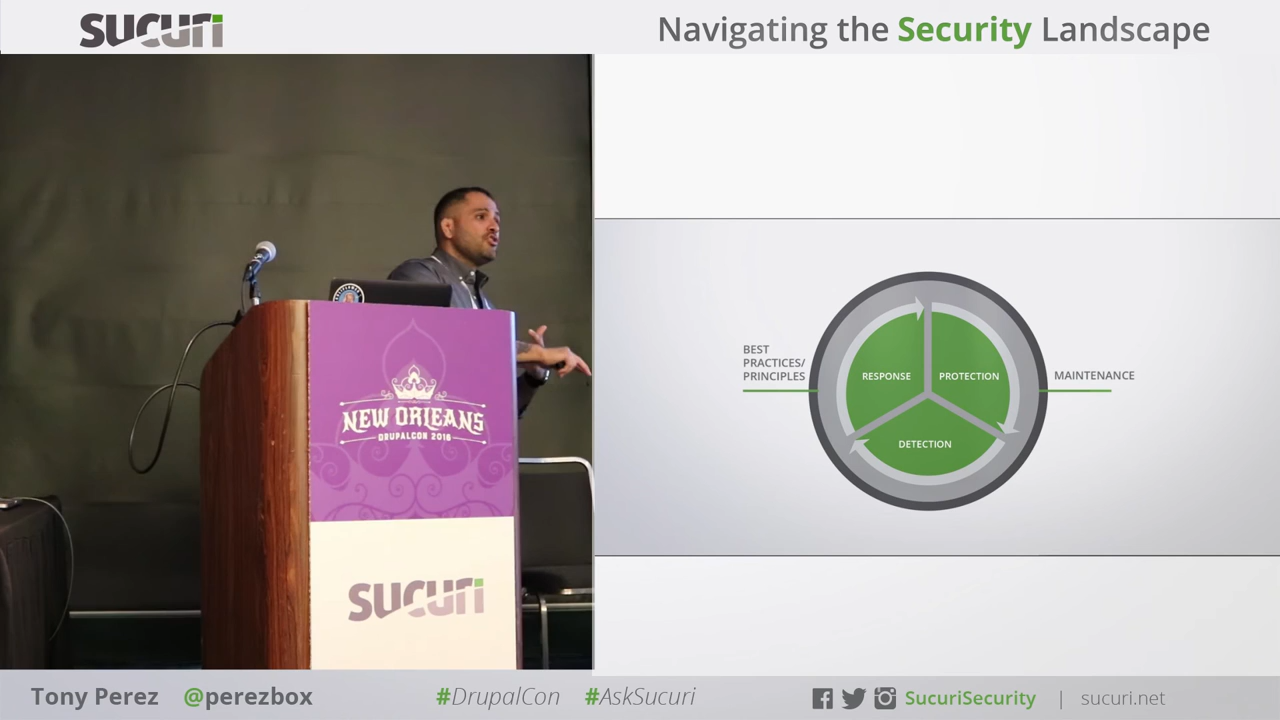 sucuri
Navigating the Security Landscape
NEW ORLEANS
DRUPALCON 2016
sucuri
BEST
PRACTICES/
PRINCIPLES
RESPONSE
PROTECTION
DETECTION
MAINTENANCE
Tony Perez @perezbox #DrupalCon #AskSucuri SucuriSecurity | sucuri.net